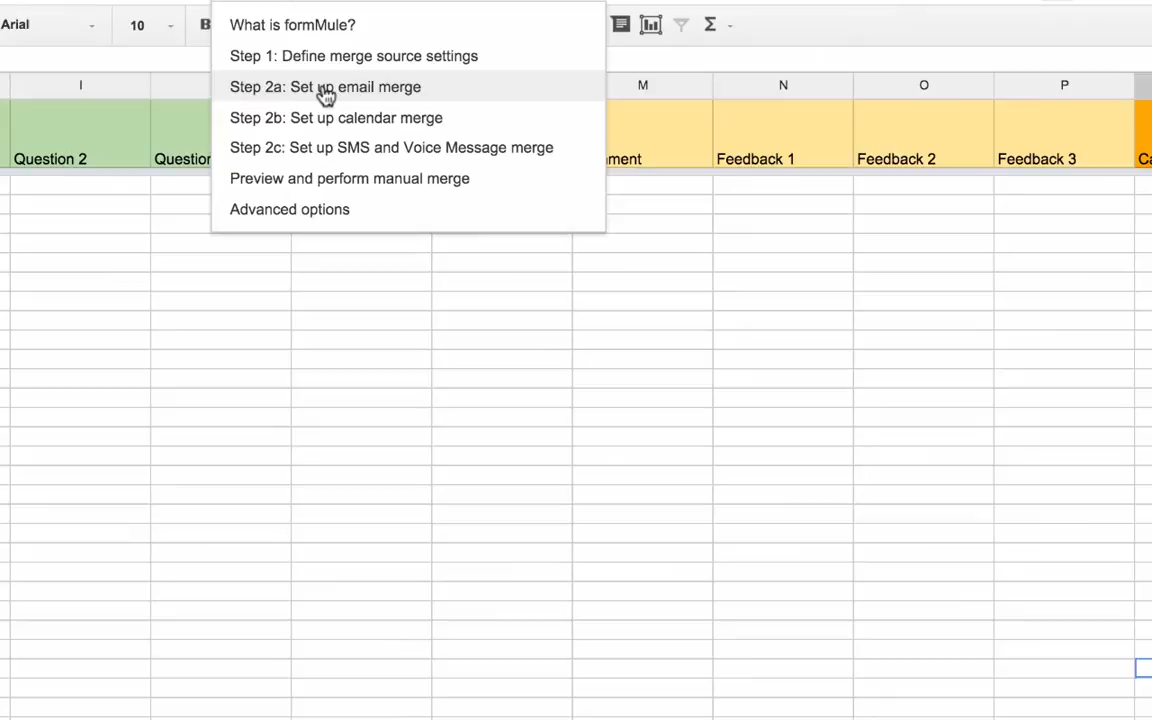 Arial 10 B Σ
What is formMule?
Step 1: Define merge source settings
Step 2a: Set up email merge
Step 2b: Set up calendar merge
Step 2c: Set up SMS and Voice Message merge
Preview and perform manual merge
Advanced options
I M N O P
Question 2 Feedback 1 Feedback 2 Feedback 3